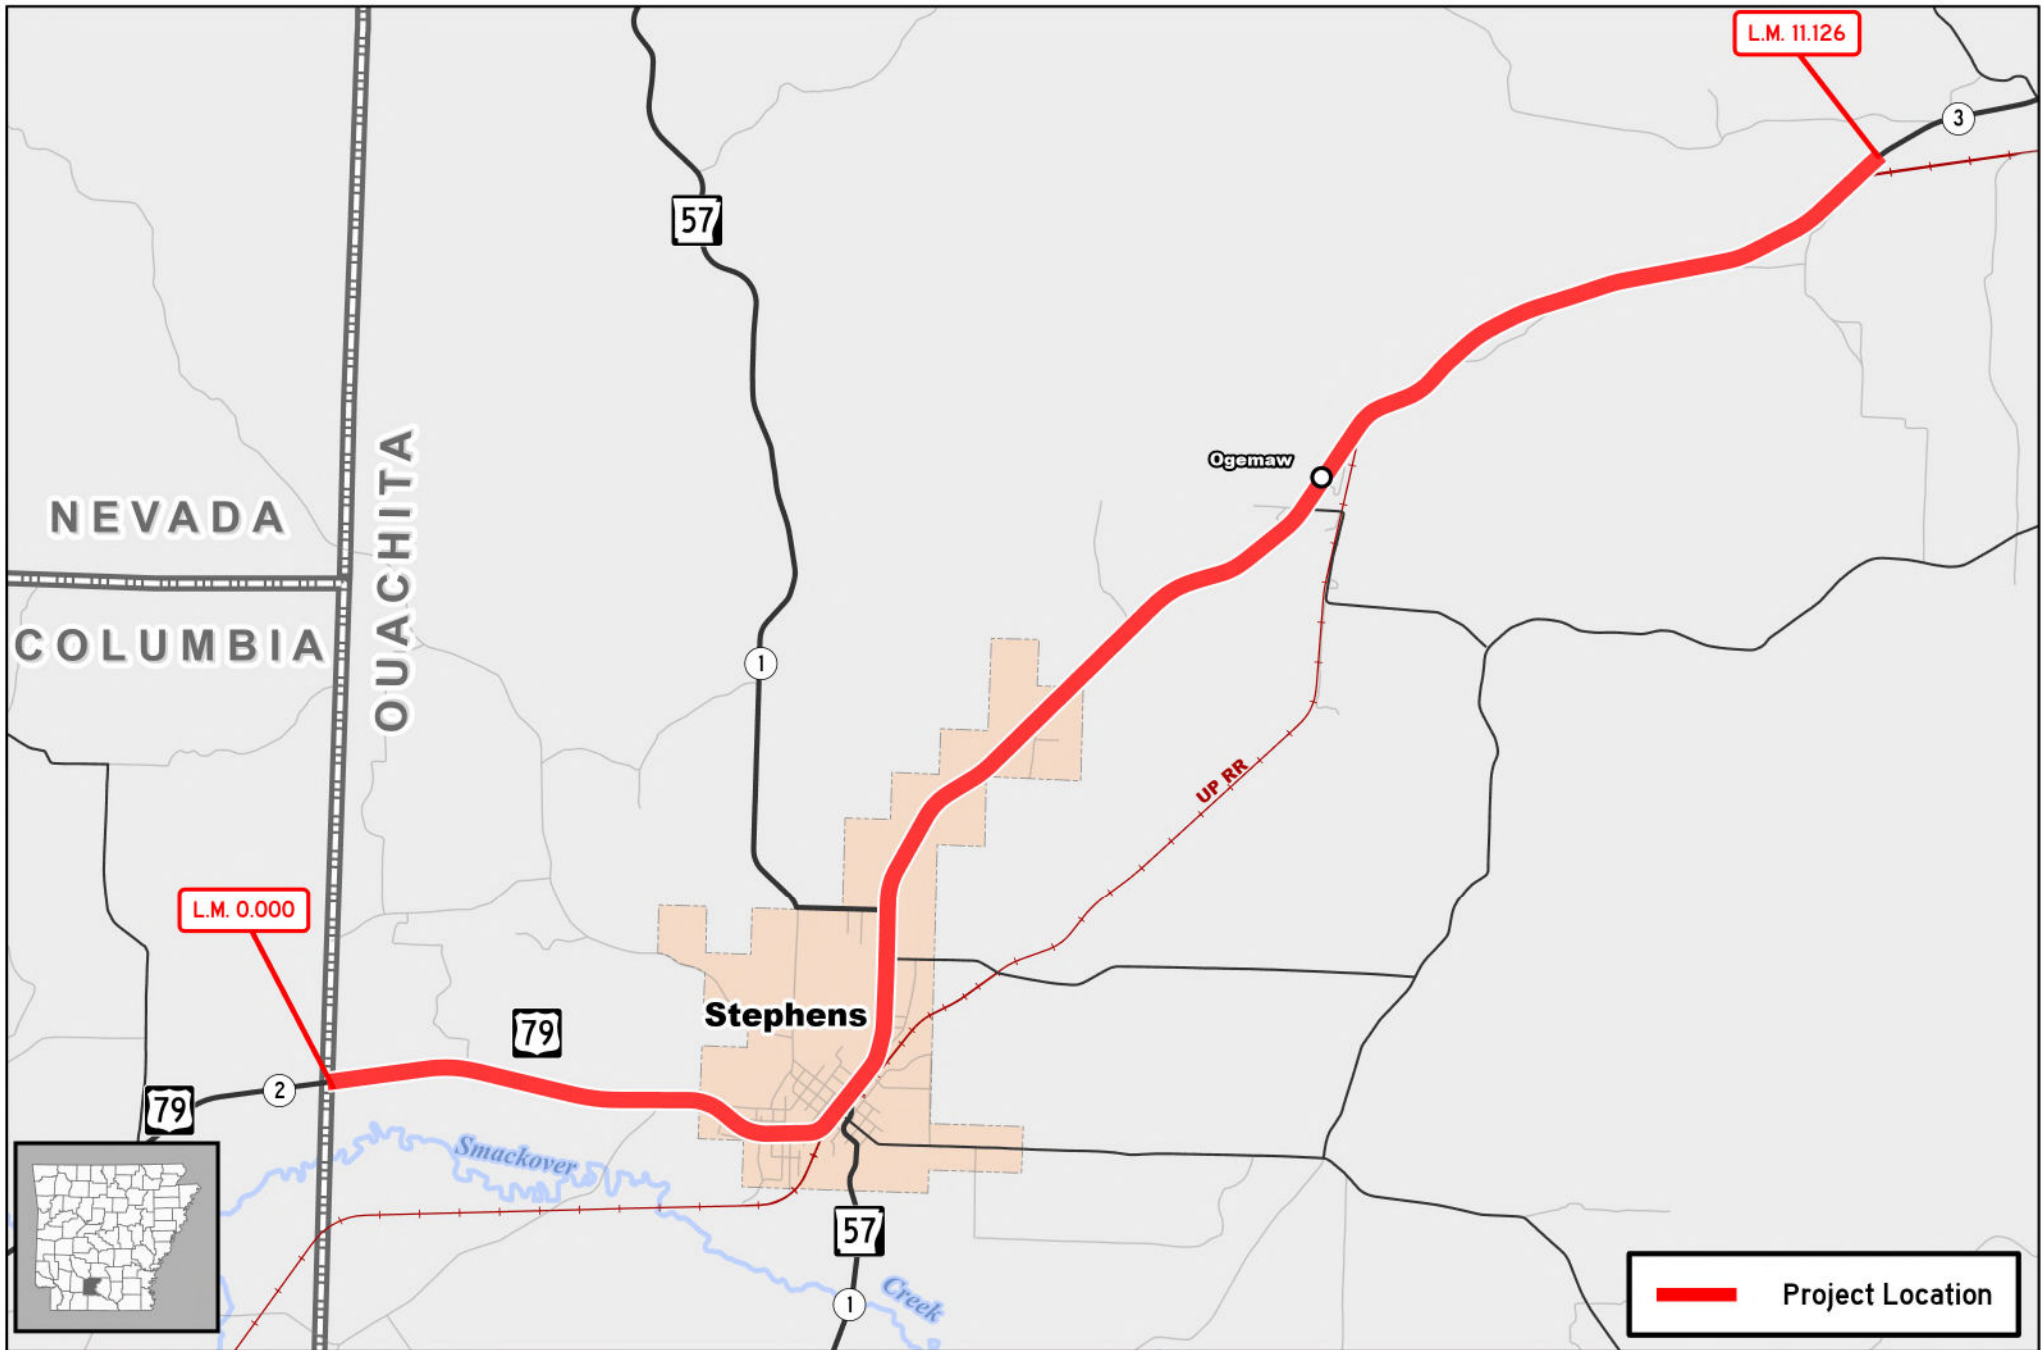 L.M. 11.126
3
57
Ogemaw
NEVADA
OUACHITA
COLUMBIA
1
UP RR
L.M. 0.000
Stephens
79
2
79
Smackover
57
Creek
1
Project Location